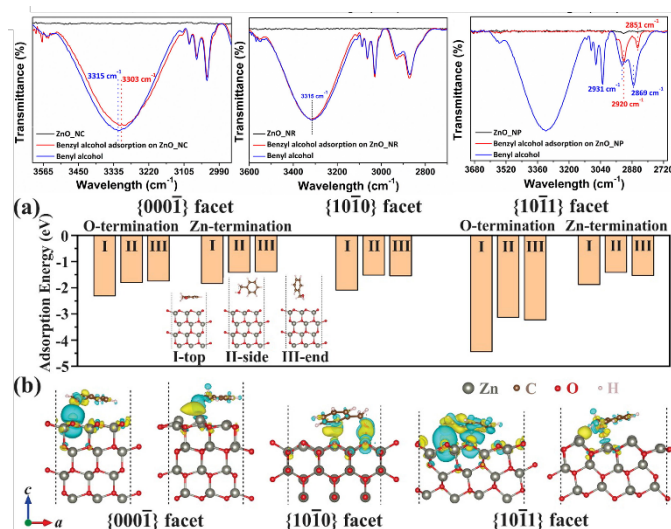 Transmittance (%)
3315 cm-1
3303 cm-1
ZnO_NC
Benzyl alcohol adsorption on ZnO_NC
Benyl alcohol
3565 3450 3335 3220 3105 2990
Wavelength (cm-1)
Transmittance (%)
3315 cm-1
ZnO_NR
Benzyl alcohol adsorption on ZnO_NR
Benyl alcohol
3600 3400 3200 3000 2800 2600
Wavelength (cm-1)
Transmittance (%)
2851 cm-1
2931 cm-1
2869 cm-1
2920 cm-1
ZnO_NP
Benzyl alcohol adsorption on ZnO_NP
Benyl alcohol
3680 3520 3360 3200 3040 2880 2720
Wavelength (cm-1)
(a)
{0001̄} facet
{101̄0} facet
{101̄1} facet
Adsorption Energy (eV)
0
-1
-2
-3
-4
-5
O-termination Zn-termination O-termination Zn-termination
I II III I II III I II III I II III I II III
I-top II-side III-end
(b)
Zn C O H
c
a
{0001̄} facet {101̄0} facet {101̄1} facet